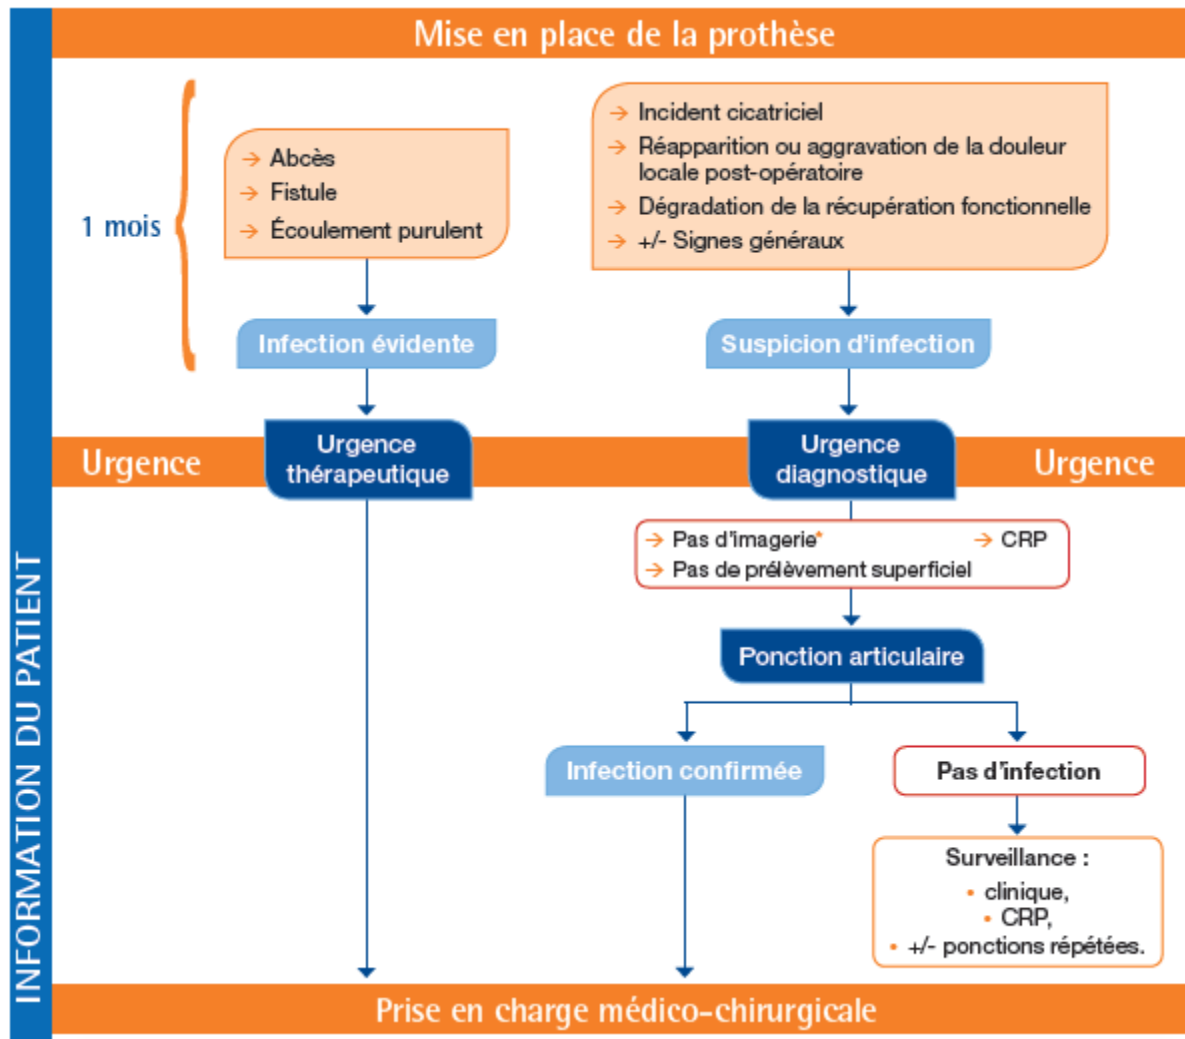 Mise en place de la prothèse
INFORMATION DU PATIENT
1 mois
→ Abcès
→ Fistule
→ Écoulement purulent
→ Incident cicatriciel
→ Réapparition ou aggravation de la douleur
locale post-opératoire
→ Dégradation de la récupération fonctionnelle
→ +/- Signes généraux
Infection évidente
Suspicion d'infection
Urgence
Urgence
thérapeutique
Urgence
diagnostique
Urgence
→ Pas d'imagerie*
→ CRP
→ Pas de prélèvement superficiel
Ponction articulaire
Infection confirmée
Pas d'infection
Surveillance :
• clinique,
• CRP,
• +/- ponctions répétées.
Prise en charge médico-chirurgicale